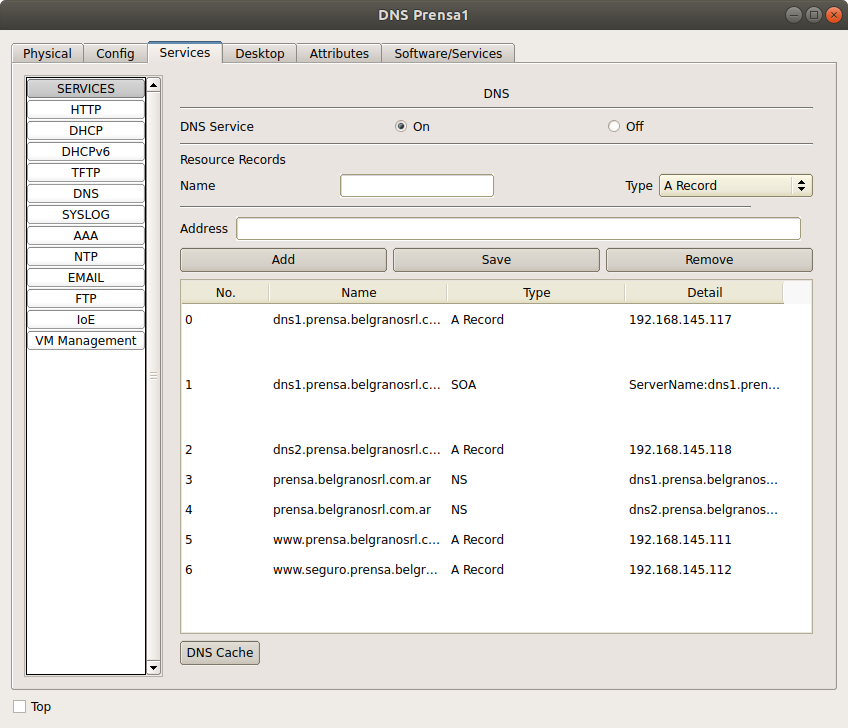 DNS Prensa1
Physical Config Services Desktop Attributes Software/Services
SERVICES
HTTP
DHCP
DHCPv6
TFTP
DNS
SYSLOG
AAA
NTP
EMAIL
FTP
IoE
VM Management
DNS
DNS Service On Off
Resource Records
Name Type A Record
Address
Add Save Remove
No. Name Type Detail
0 dns1.prensa.belgranosrl.c... A Record 192.168.145.117
1 dns1.prensa.belgranosrl.c... SOA ServerName:dns1.pren...
2 dns2.prensa.belgranosrl.c... A Record 192.168.145.118
3 prensa.belgranosrl.com.ar NS dns1.prensa.belgranos...
4 prensa.belgranosrl.com.ar NS dns2.prensa.belgranos...
5 www.prensa.belgranosrl.c... A Record 192.168.145.111
6 www.seguro.prensa.belgr... A Record 192.168.145.112
DNS Cache
Top